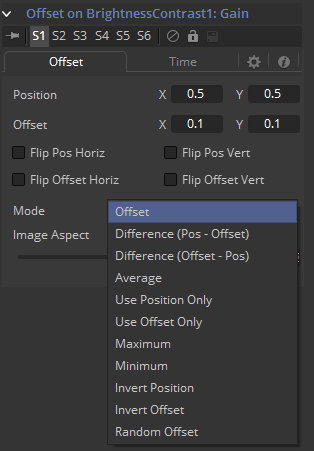 Offset on BrightnessContrast1: Gain
S1 S2 S3 S4 S5 S6
Offset Time
Position X 0.5 Y 0.5
Offset X 0.1 Y 0.1
Flip Pos Horiz Flip Pos Vert
Flip Offset Horiz Flip Offset Vert
Mode Offset
Image Aspect
Difference (Pos - Offset)
Difference (Offset - Pos)
Average
Use Position Only
Use Offset Only
Maximum
Minimum
Invert Position
Invert Offset
Random Offset